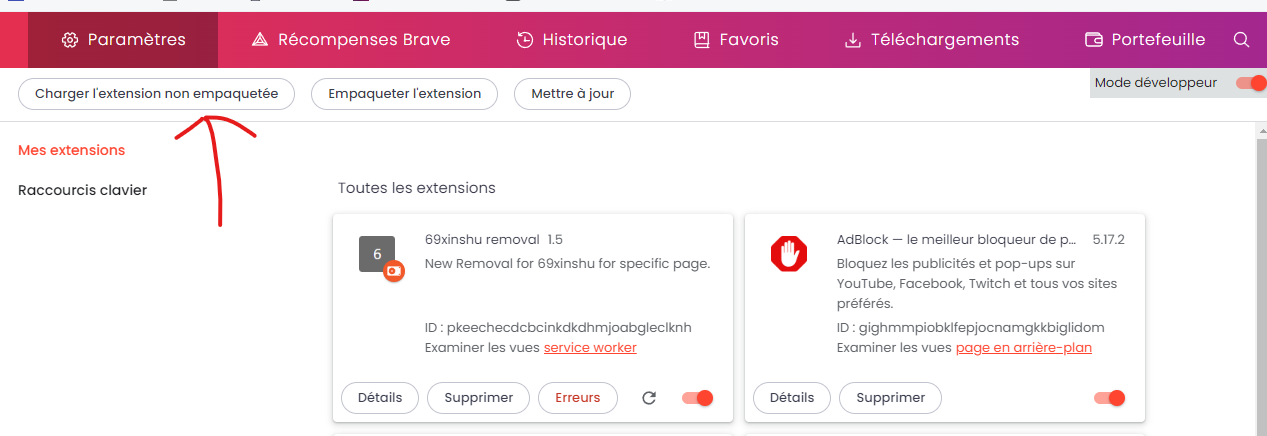 Paramètres Récompenses Brave Historique Favoris Téléchargements Portefeuille
Charger l'extension non empaquetée Empaqueter l'extension Mettre à jour Mode développeur
Mes extensions
Raccourcis clavier
Toutes les extensions
6
69xinshu removal 1.5
New Removal for 69xinshu for specific page.
ID : pkeechecdcbcinkdkdhmjoabgleclknh
Examiner les vues service worker
Détails Supprimer Erreurs
AdBlock — le meilleur bloqueur de p... 5.17.2
Bloquez les publicités et pop-ups sur
YouTube, Facebook, Twitch et tous vos sites
préférés.
ID : gighmmpiobklfepjocnamgkkbiglidom
Examiner les vues page en arrière-plan
Détails Supprimer